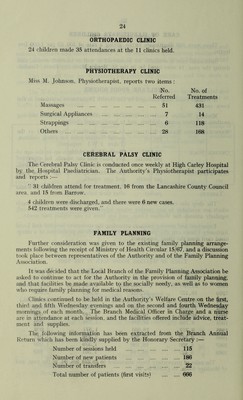 24
ORTHOPAEDIC CLINIC
24 children made 35 attendances at the 11 clinics held.
PHYSIOTHERAPY CLINIC
Miss M. Johnson, Physiotherapist, reports two items :
No. Referred No. of Treatments
Massages 51 431
Surgical Appliances 7 14
Strappings 6 118
Others 28 168
CEREBRAL PALSY CLINIC
The Cerebral Palsy Clinic is conducted once weekly at High Carley Hospital
by the Hospital Paediatrician. The Authority's Physiotherapist participates
and reports :—
" 31 children attend for treatment, 16 from the Lancashire County Council
area, and 15 from Barrow.
4 children were discharged, and there were 6 new cases.
542 treatments were given."
FAMILY PLANNING
Further consideration was given to the existing family planning arrange-
ments following the receipt of Ministry of Health Circular 15/67, and a discussion
took place between representatives of the Authority and of the Family Planning
Association.
It was decided that the Local Branch of the Family Planning Association be
asked to continue to act for the Authority in the provision of family planning,
and that facilities be made available to the socially needy, as well as to women
who require family planning for medical reasons.
Clinics continued to be held in the Authority's Welfare Centre on the first,
third and fifth Wednesday evenings and on the second and fourth Wednesday
mornings of each month. The Branch Medical Officer in Charge and a nurse
are in attendance at each session, and the facilities offered include advice, treat-
ment and supplies.
The following information has been extracted from the Branch Annual
Return which has been kindly supplied by the Honorary Secretary :—
Number of sessions held 115
Number of new patients 186
Number of transfers 22
Total number of patients (first visits) 666